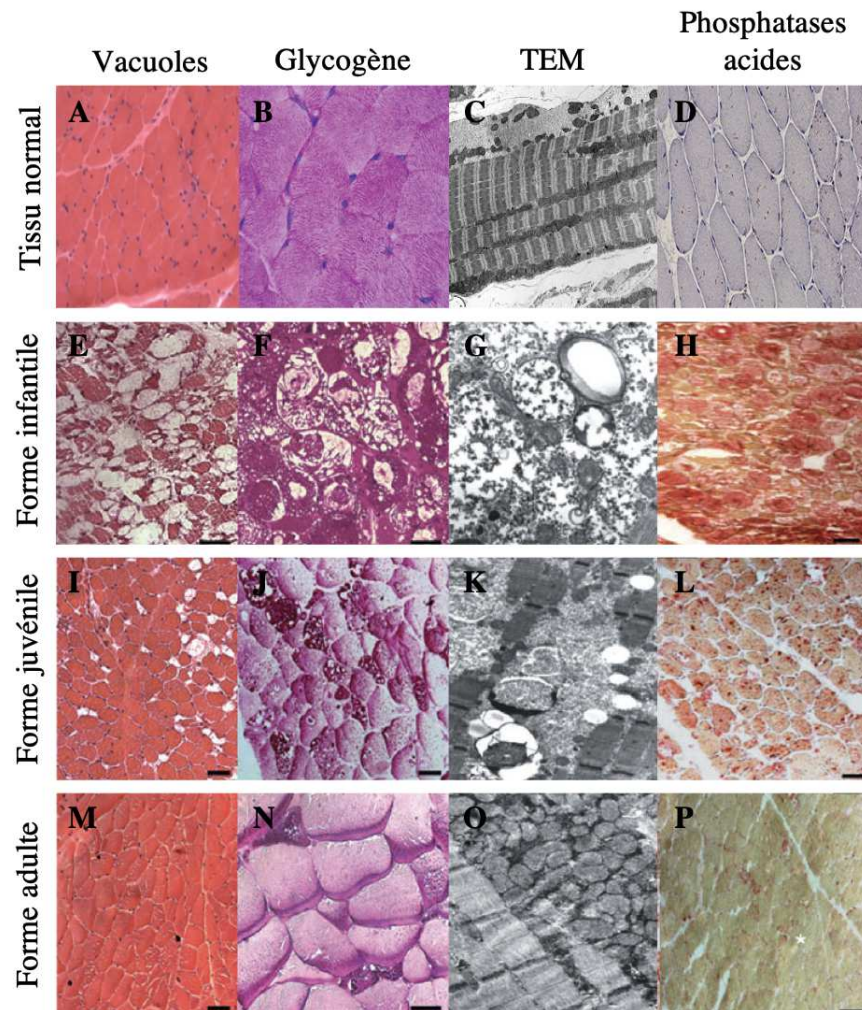 Vacuoles
Glycogène
TEM
Phosphatases
acides
Tissu normal
A
B
C
D
Forme infantile
E
F
G
H
Forme juvénile
I
J
K
L
Forme adulte
M
N
O
P